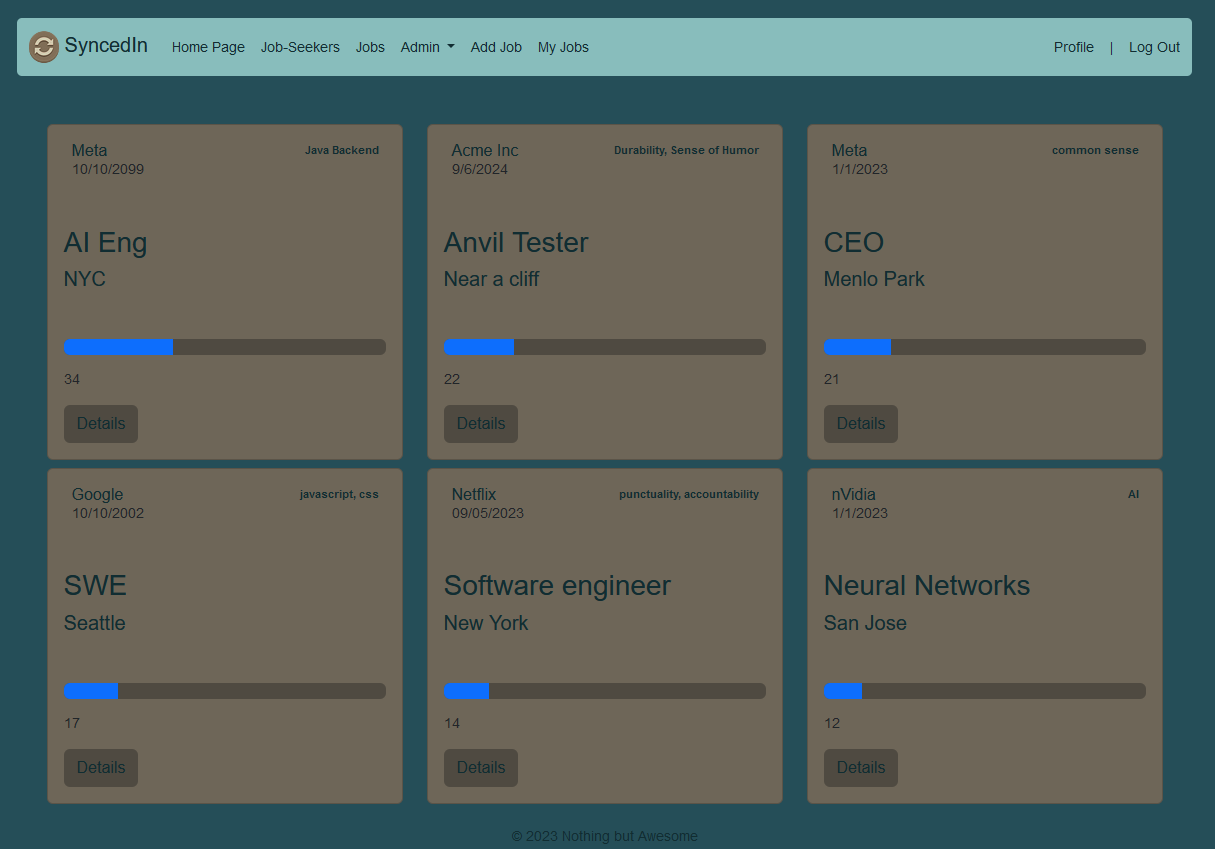 SyncedIn Home Page Job-Seekers Jobs Admin Add Job My Jobs Profile | Log Out
Meta Java Backend
10/10/2099
AI Eng
NYC
34
Details
Acme Inc Durability, Sense of Humor
9/6/2024
Anvil Tester
Near a cliff
22
Details
Meta common sense
1/1/2023
CEO
Menlo Park
21
Details
Google javascript, css
10/10/2002
SWE
Seattle
17
Details
Netflix punctuality, accountability
09/05/2023
Software engineer
New York
14
Details
nVidia AI
1/1/2023
Neural Networks
San Jose
12
Details
© 2023 Nothing but Awesome